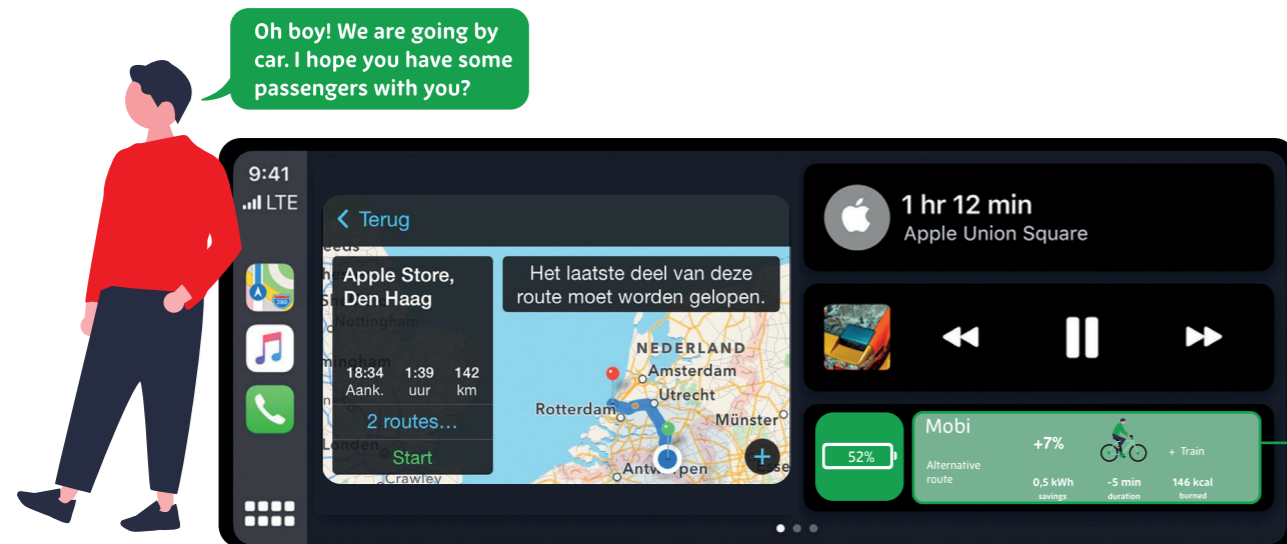 Oh boy! We are going by
car. I hope you have some
passengers with you?
9:41
LTE
Terug
Apple Store,
Den Haag
Het laatste deel van deze
route moet worden gelopen.
Nottingham
18:34 1:39 142
Aank. uur km
2 routes...
Start
London
Crawley
NEDERLAND
Amsterdam
Utrecht
Rotterdam
Münster
Antwerpen
280
1 hr 12 min
Apple Union Square
52%
Mobi
Alternative
route
+7%
+ Train
0,5 kWh -5 min 146 kcal
savings duration burned